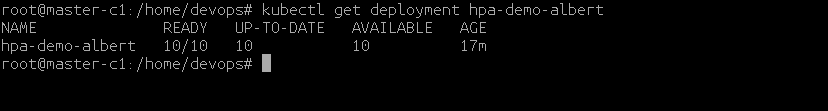 root@master-c1:/home/devops# kubectl get deployment hpa-demo-albert
NAME READY UP-TO-DATE AVAILABLE AGE
hpa-demo-albert 10/10 10 10 17m
root@master-c1:/home/devops#